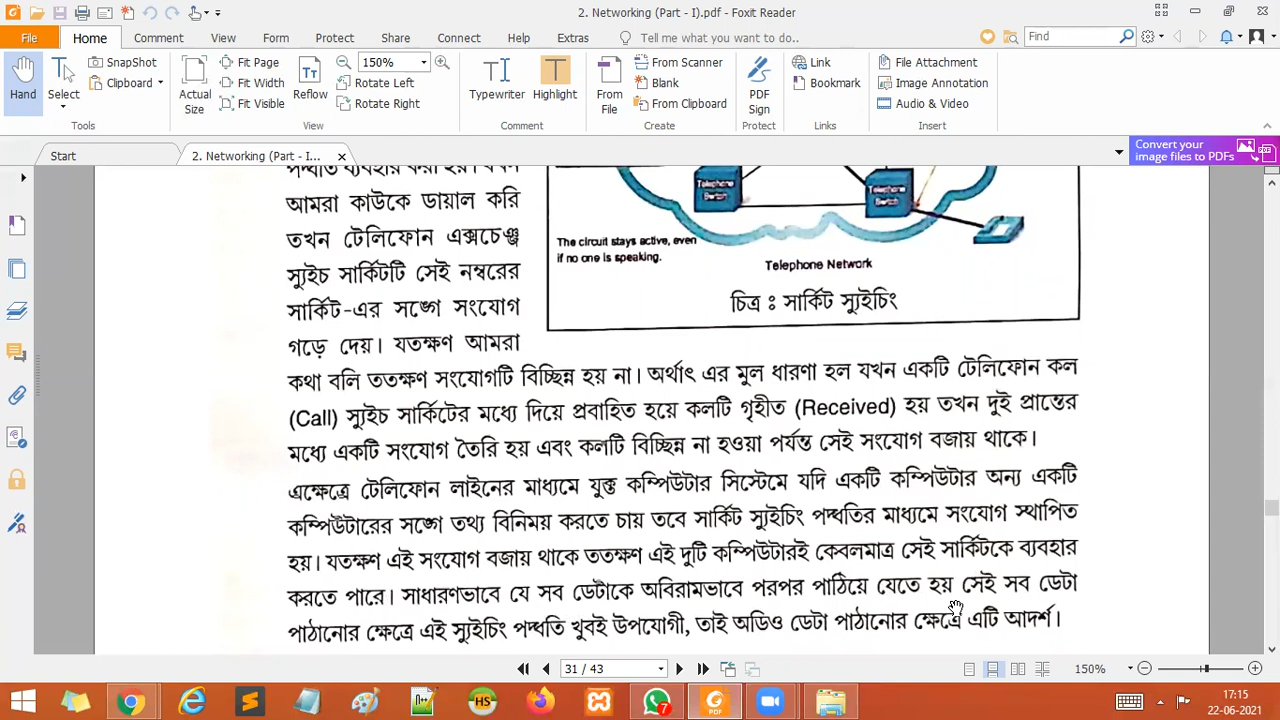 2. Networking (Part - I).pdf - Foxit Reader
File
Home
Comment
View
Form
Protect
Share
Connect
Help
Extras
Tell me what you want to do..
Find
Hand
Select
SnapShot
Clipboard
Actual
Size
Fit Page
Fit Width
Fit Visible
Reflow
150%
Rotate Left
Rotate Right
Typewriter
Highlight
From
File
From Scanner
Blank
From Clipboard
PDF
Sign
Link
Bookmark
File Attachment
Image Annotation
Audio & Video
Tools
View
Comment
Create
Protect
Links
Insert
Start
2. Networking (Part - I...
Convert your
image files to PDFs
আমরা কাউকে ডায়াল করি
তখন টেলিফোন এক্সচেঞ্জ
স্যুইচ সার্কিটটি সেই নম্বরের
সার্কিট-এর সঙ্গে সংযোগ
গড়ে দেয়। যতক্ষণ আমরা
Telephone
Switch
Telephone
Switch
The circuit stays active, even
if no one is speaking.
Telephone Network
চিত্র ঃ সার্কিট স্যুইচিং
কথা বলি ততক্ষণ সংযোগটি বিচ্ছিন্ন হয় না। অর্থাৎ এর মুল ধারণা হল যখন একটি টেলিফোন কল
(Call) স্যুইচ সার্কিটের মধ্যে দিয়ে প্রবাহিত হয়ে কলটি গৃহীত (Received) হয় তখন দুই প্রান্তের
মধ্যে একটি সংযোগ তৈরি হয় এবং কলটি বিচ্ছিন্ন না হওয়া পর্যন্ত সেই সংযোগ বজায় থাকে।
এক্ষেত্রে টেলিফোন লাইনের মাধ্যমে যুক্ত কম্পিউটার সিস্টেমে যদি একটি কম্পিউটার অন্য একটি
কম্পিউটারের সঙ্গে তথ্য বিনিময় করতে চায় তবে সার্কিট স্যুইচিং পদ্ধতির মাধ্যমে সংযোগ স্থাপিত
হয়। যতক্ষণ এই সংযোগ বজায় থাকে ততক্ষণ এই দুটি কম্পিউটারই কেবলমাত্র সেই সার্কিটকে ব্যবহার
করতে পারে। সাধারণভাবে যে সব ডেটাকে অবিরামভাবে পরপর পাঠিয়ে যেতে হয় সেই সব ডেটা
পাঠানোর ক্ষেত্রে এই স্যুইচিং পদ্ধতি খুবই উপযোগী, তাই অডিও ডেটা পাঠানোর ক্ষেত্রে এটি আদর্শ।
31 / 43
150%
17:15
22-06-2021